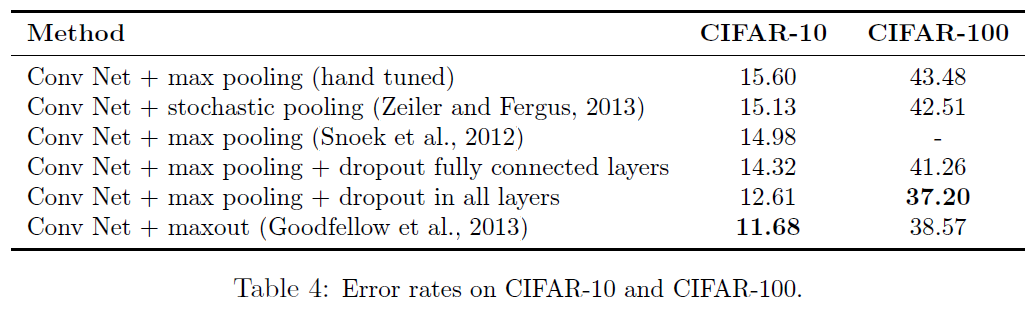 Method CIFAR-10 CIFAR-100
Conv Net + max pooling (hand tuned) 15.60 43.48
Conv Net + stochastic pooling (Zeiler and Fergus, 2013) 15.13 42.51
Conv Net + max pooling (Snoek et al., 2012) 14.98 -
Conv Net + max pooling + dropout fully connected layers 14.32 41.26
Conv Net + max pooling + dropout in all layers 12.61 37.20
Conv Net + maxout (Goodfellow et al., 2013) 11.68 38.57
Table 4: Error rates on CIFAR-10 and CIFAR-100.